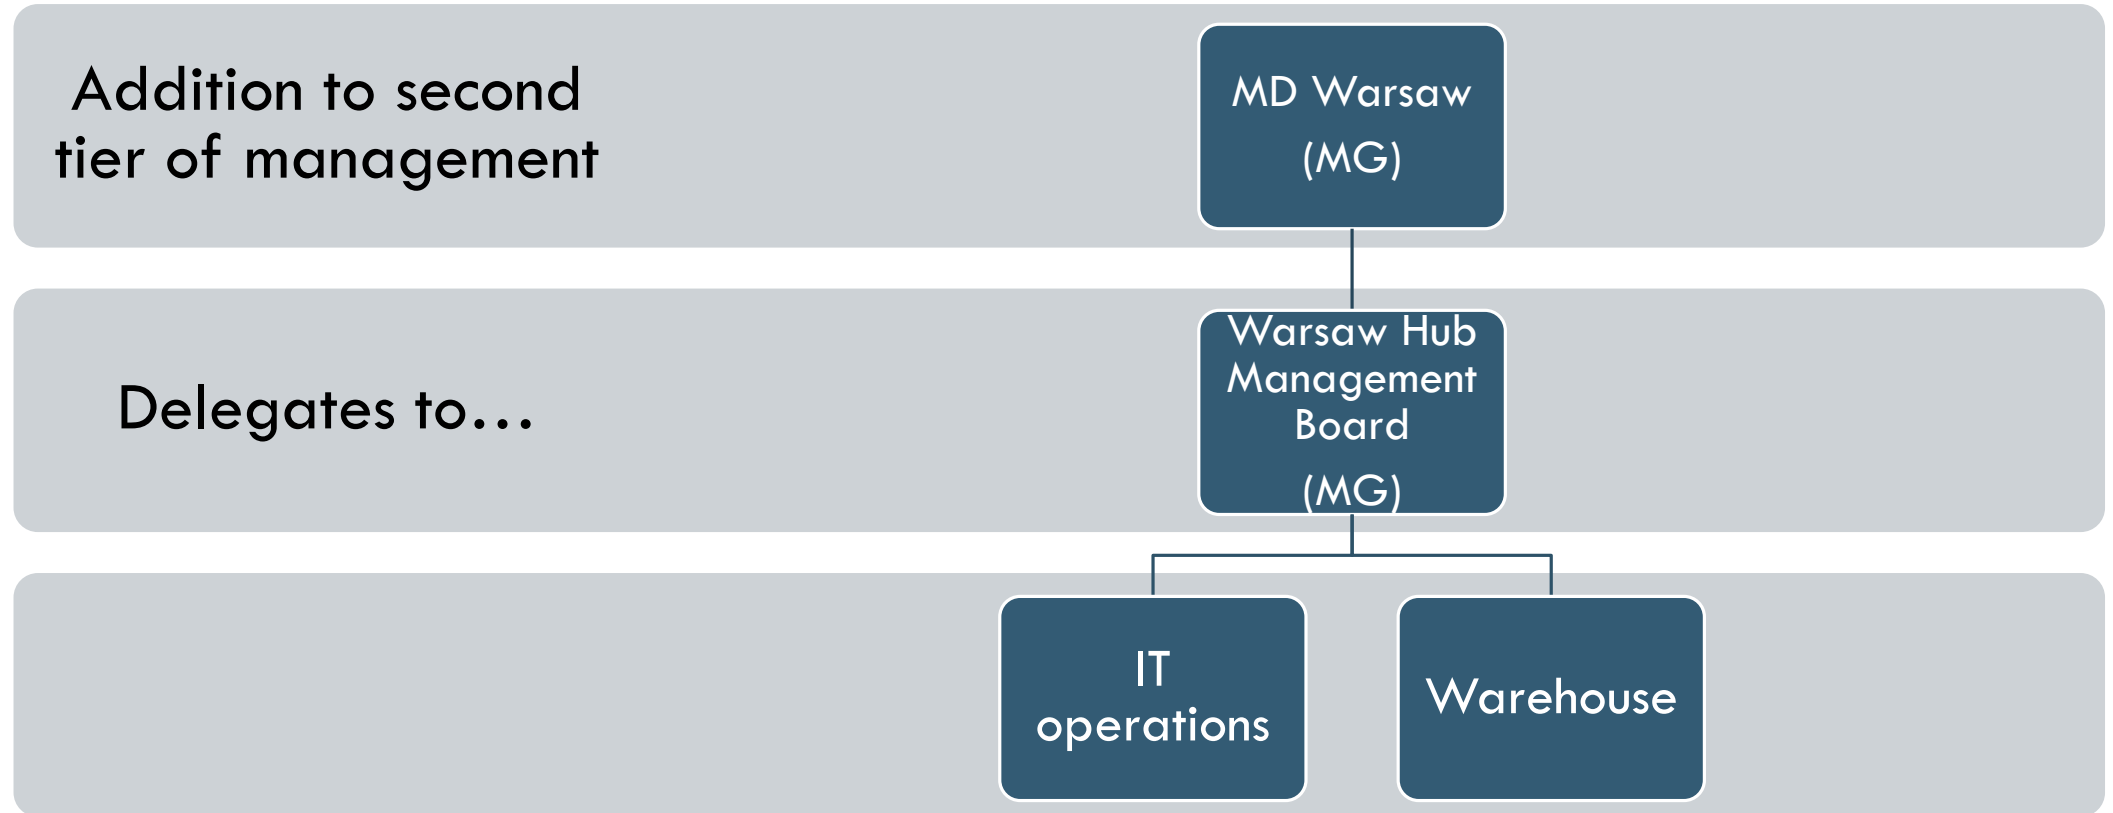 Addition to second
tier of management
MD Warsaw
(MG)
Delegates to...
Warsaw Hub
Management
Board
(MG)
IT
operations
Warehouse